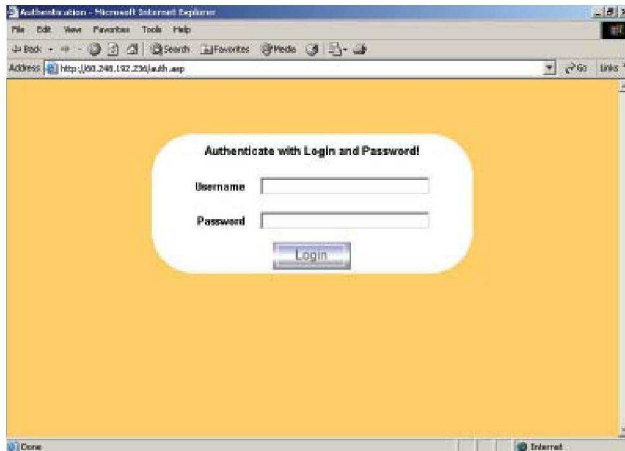 Authentication - Microsoft Internet Explorer
File Edit View Favorites Tools Help
Back Search Favorites Media
Address http://60.248.192.236/auth.asp Go Links
Authenticate with Login and Password!
Username
Password
Login
Done Internet